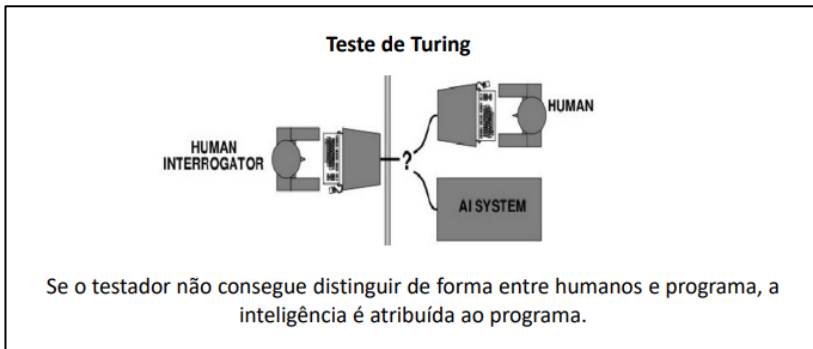 Teste de Turing
HUMAN
HUMAN
INTERROGATOR
?
AI SYSTEM
Se o testador não consegue distinguir de forma entre humanos e programa, a
inteligência é atribuída ao programa.